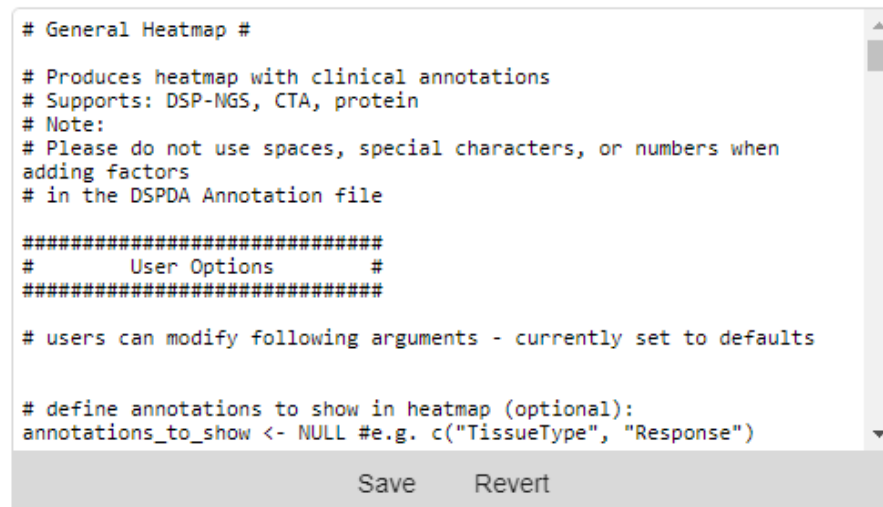 # General Heatmap #
# Produces heatmap with clinical annotations
# Supports: DSP-NGS, CTA, protein
# Note:
# Please do not use spaces, special characters, or numbers when
adding factors
# in the DSPDA Annotation file
##############################
#        User Options        #
##############################
# users can modify following arguments - currently set to defaults
# define annotations to show in heatmap (optional):
annotations_to_show <- NULL #e.g. c("TissueType", "Response")
Save Revert